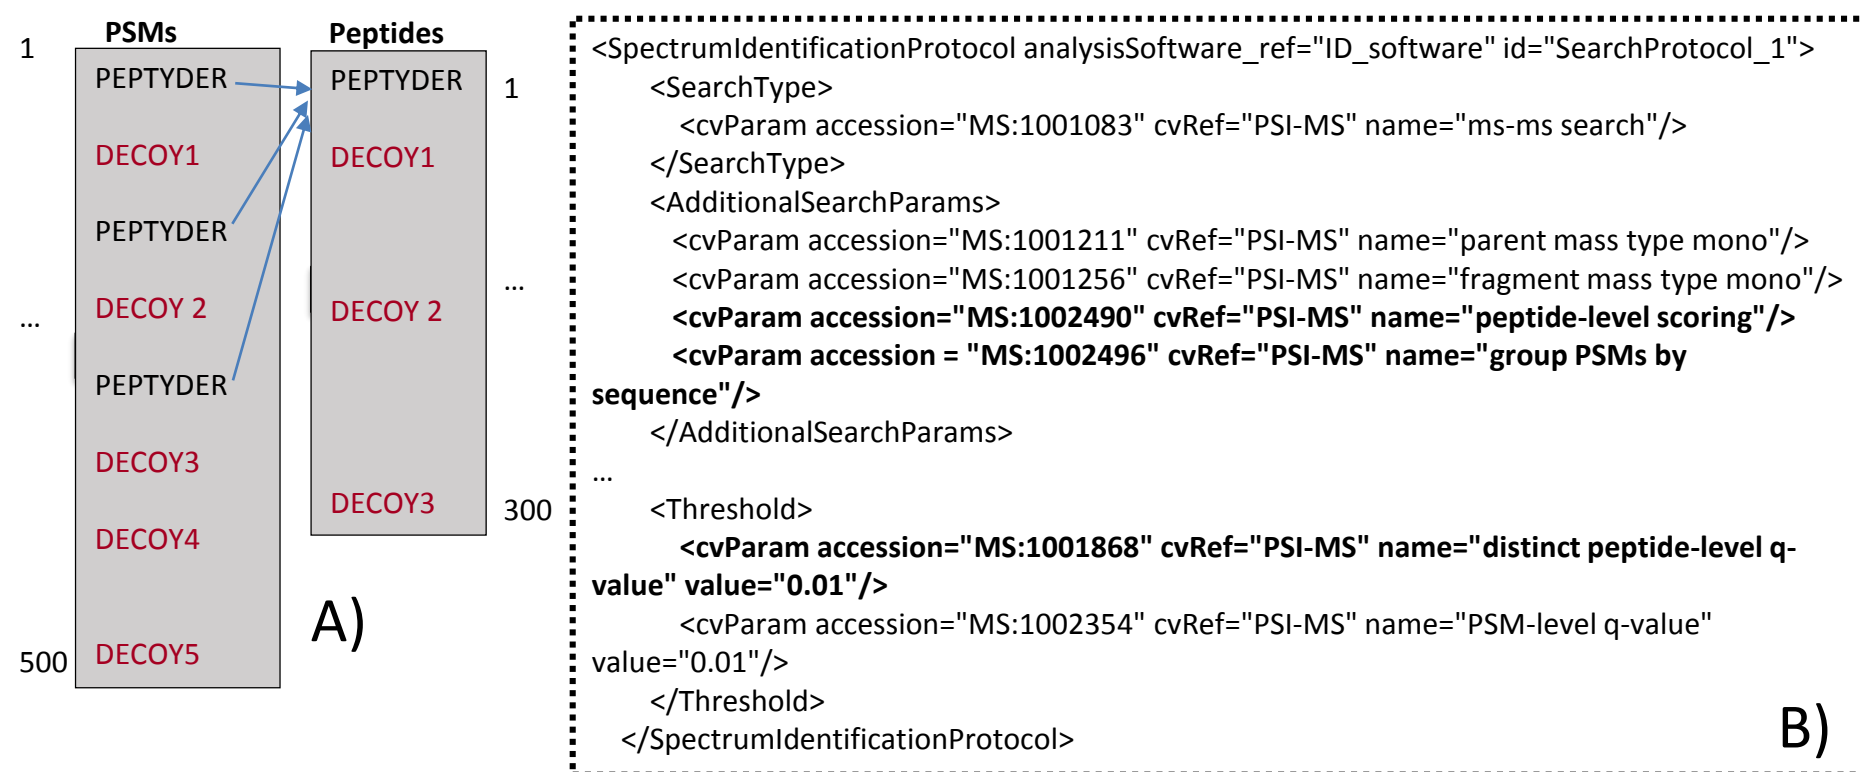 PSMs
1
PEPTYDER
DECOY1
PEPTYDER
DECOY 2
...
PEPTYDER
DECOY3
DECOY4
DECOY5
500
Peptides
PEPTYDER
1
DECOY1
...
DECOY 2
DECOY3
300
A)
<SpectrumIdentificationProtocol analysisSoftware_ref="ID_software" id="SearchProtocol_1">
<SearchType>
<cvParam accession="MS:1001083" cvRef="PSI-MS" name="ms-ms search"/>
</SearchType>
<AdditionalSearchParams>
<cvParam accession="MS:1001211" cvRef="PSI-MS" name="parent mass type mono"/>
<cvParam accession="MS:1001256" cvRef="PSI-MS" name="fragment mass type mono"/>
<cvParam accession="MS:1002490" cvRef="PSI-MS" name="peptide-level scoring"/>
<cvParam accession = "MS:1002496" cvRef="PSI-MS" name="group PSMs by
sequence"/>
</AdditionalSearchParams>
...
<Threshold>
<cvParam accession="MS:1001868" cvRef="PSI-MS" name="distinct peptide-level q-
value" value="0.01"/>
<cvParam accession="MS:1002354" cvRef="PSI-MS" name="PSM-level q-value"
value="0.01"/>
</Threshold>
</SpectrumIdentificationProtocol>
B)